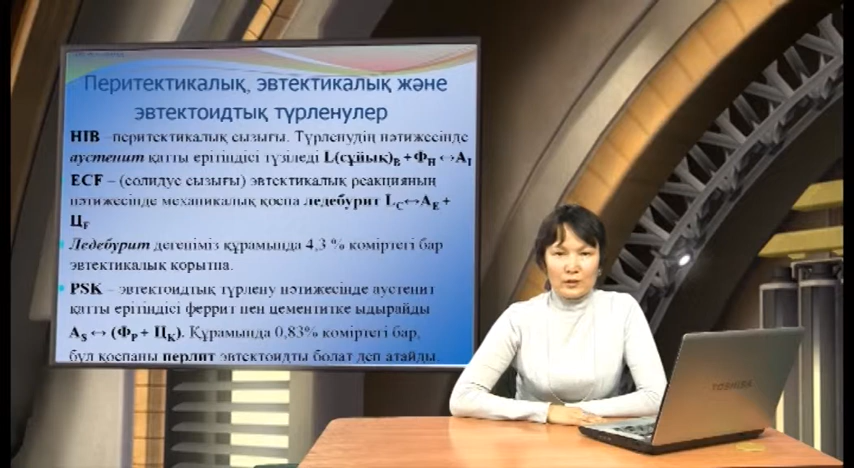 Перитектикалық, эвтектикалық және
эвтектоидтық түрленулер
HIB –перитектикалық сызығы. Түрленудің нәтижесінде
аустенит қатты ерітіндісі түзіледі L(сұйық)B + ФH ↔AI
ECF – (солидус сызығы) эвтектикалық реакцияның
нәтижесінде механикалық қоспа ледебурит LC↔AE +
ЦF
Ледебурит дегеніміз құрамында 4,3 % көміртегі бар
эвтектикалық қорытпа.
PSK – эвтектоидтық түрлену нәтижесінде аустенит
қатты ерітіндісі феррит пен цементитке ыдырайды
AS ↔ (ФP + ЦK). Құрамында 0,83% көміртегі бар,
бұл қоспаны перлит эвтектоидты болат деп атайды.
TOSHIBA